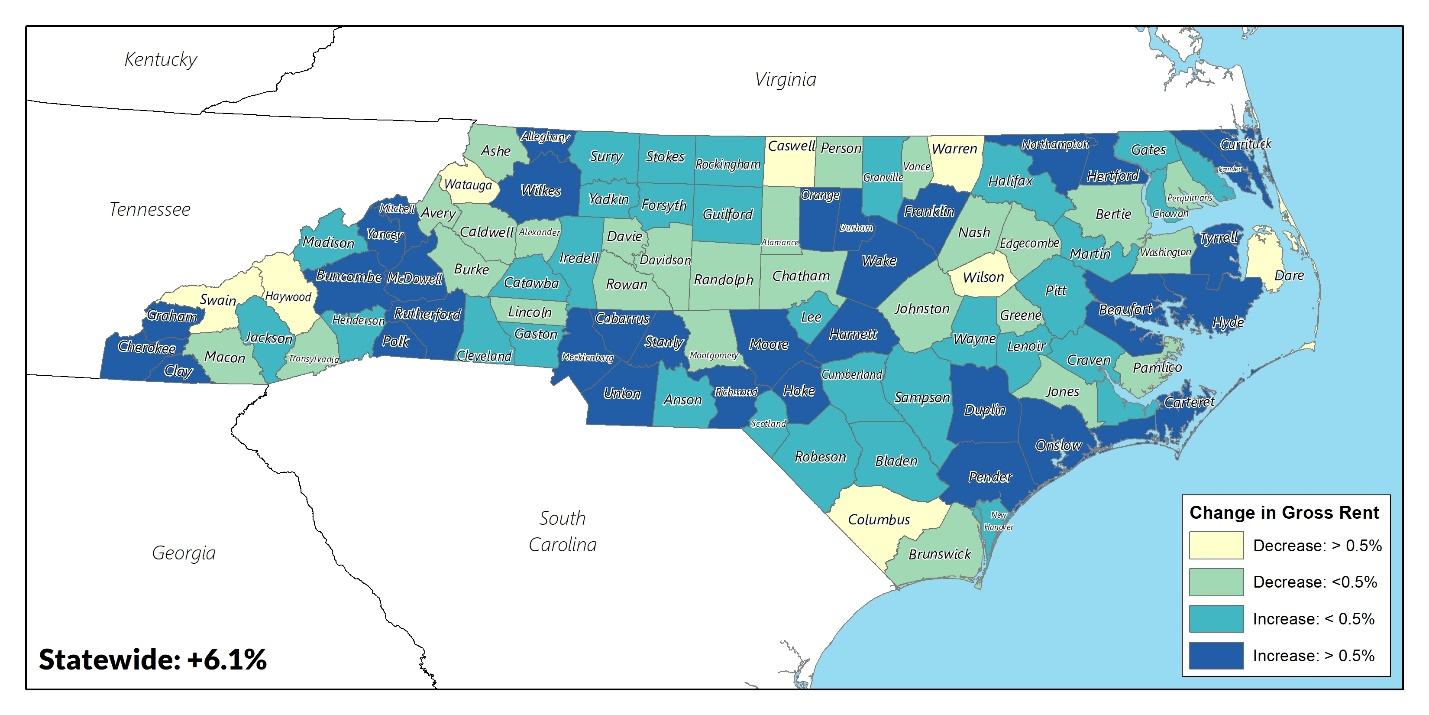 Kentucky
Virginia
Tennessee
Georgia
South
Carolina
Alleghany
Ashe
Surry
Stokes
Rockingham
Caswell
Person
Granville
Vance
Warren
Northampton
Gates
Currituck
Camden
Hertford
Halifax
Watauga
Wilkes
Yadkin
Forsyth
Guilford
Orange
Durham
Franklin
Bertie
Chowan
Perquimans
Mitchell
Avery
Yancey
Caldwell
Alexander
Davie
Alamance
Nash
Edgecombe
Martin
Washington
Tyrrell
Dare
Madison
Buncombe
McDowell
Burke
Catawba
Iredell
Rowan
Davidson
Randolph
Chatham
Wake
Wilson
Pitt
Beaufort
Hyde
Swain
Haywood
Graham
Jackson
Henderson
Rutherford
Polk
Lincoln
Gaston
Cleveland
Cabarrus
Stanly
Montgomery
Moore
Lee
Harnett
Johnston
Greene
Wayne
Lenoir
Craven
Pamlico
Cherokee
Clay
Macon
Transylvania
Mecklenburg
Union
Anson
Richmond
Hoke
Cumberland
Sampson
Duplin
Jones
Carteret
Onslow
Scotland
Robeson
Bladen
Pender
Columbus
New
Hanover
Brunswick
Change in Gross Rent
Decrease: > 0.5%
Decrease: <0.5%
Increase: < 0.5%
Increase: > 0.5%
Statewide: +6.1%